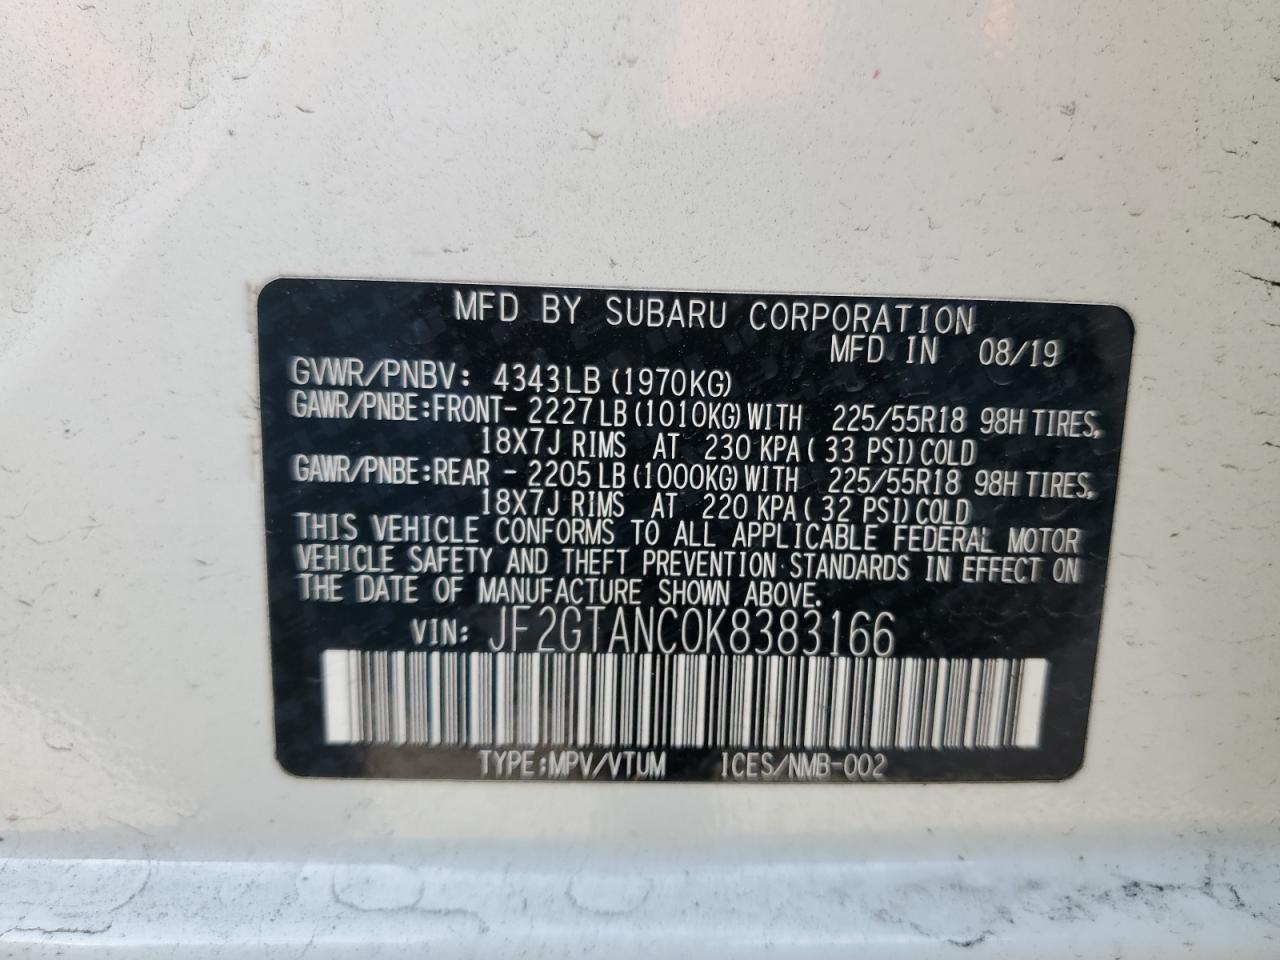 MFD BY SUBARU CORPORATION
MFD IN 08/19
GVWR/PNBV: 4343LB (1970KG)
GAWR/PNBE:FRONT- 2227LB (1010KG) WITH 225/55R18 98H TIRES,
18X7J RIMS AT 230 KPA ( 33 PSI) COLD
GAWR/PNBE:REAR - 2205LB (1000KG) WITH 225/55R18 98H TIRES,
18X7J RIMS AT 220 KPA ( 32 PSI) COLD
THIS VEHICLE CONFORMS TO ALL APPLICABLE FEDERAL MOTOR
VEHICLE SAFETY AND THEFT PREVENTION STANDARDS IN EFFECT ON
THE DATE OF MANUFACTURE SHOWN ABOVE.
VIN: JF2GTANC0K8383166
TYPE:MPV/VTUM ICES/NMB-002